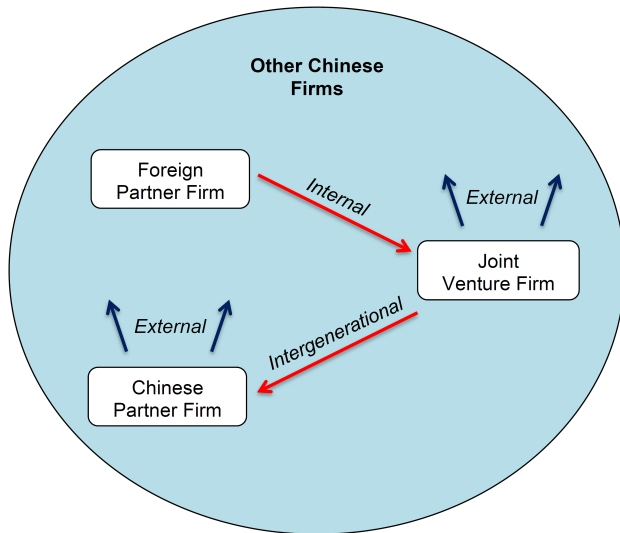 Other Chinese
Firms
Foreign
Partner Firm
Internal
External
Joint
Venture Firm
External
Intergenerational
Chinese
Partner Firm